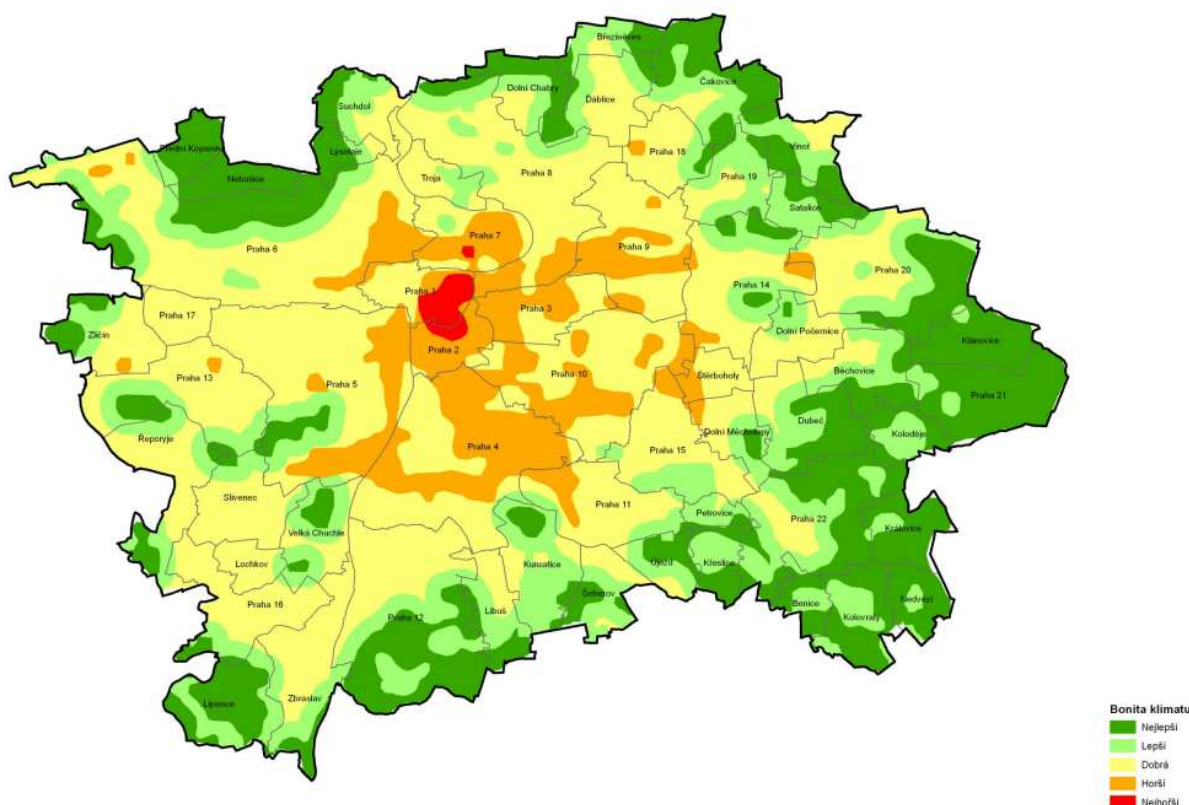 Březiněves
Dolní Chabry
Ďáblice
Čakovice
Suchdol
Přední Kopanina
Lysolaje
Nebušice
Troja
Praha 8
Praha 18
Vinoř
Praha 19
Satalice
Praha 6
Praha 7
Praha 9
Praha 20
Praha 1
Praha 14
Praha 3
Praha 17
Zličín
Dolní Počernice
Klánovice
Praha 2
Praha 13
Praha 5
Praha 10
Štěrboholy
Běchovice
Praha 21
Řeporyje
Praha 4
Dubeč
Dolní Měcholupy
Koloděje
Praha 15
Slivenec
Praha 11
Velká Chuchle
Petrovice
Praha 22
Královice
Lochkov
Kunratice
Újezd
Křeslice
Praha 16
Praha 12
Libuš
Šeberov
Benice
Kolovraty
Nedvězí
Lipence
Zbraslav
Bonita klimatu
Nejlepší
Lepší
Dobrá
Horší
Nejhorší